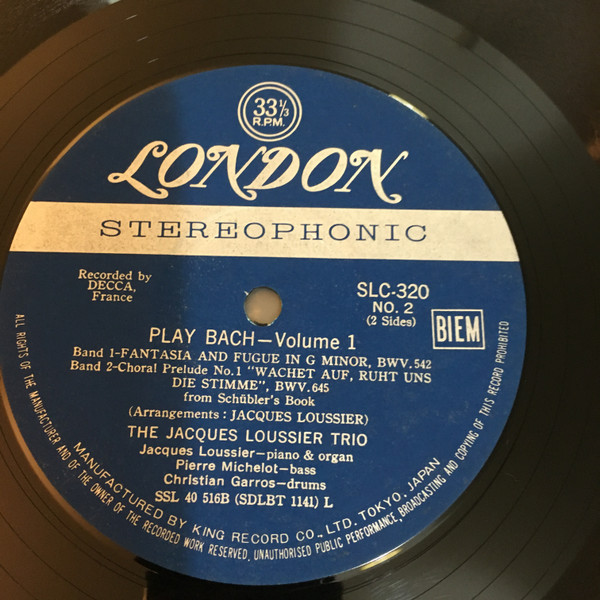 33 1/3
R.P.M.
LONDON
STEREOPHONIC
Recorded by
DECCA,
France
SLC-320
NO. 2
(2 Sides)
BIEM
PLAY BACH—Volume 1
Band 1-FANTASIA AND FUGUE IN G MINOR, BWV. 542
Band 2-Choral Prelude No.1 "WACHET AUF, RUHT UNS
DIE STIMME", BWV. 645
from Schübler's Book
(Arrangements : JACQUES LOUSSIER)
THE JACQUES LOUSSIER TRIO
Jacques Loussier—piano & organ
Pierre Michelot—bass
Christian Garros—drums
SSL 40 516B (SDLBT 1141) L
MANUFACTURED BY KING RECORD CO., LTD. TOKYO, JAPAN
ALL RIGHTS OF THE MANUFACTURER AND OF THE OWNER OF THE RECORDED WORK RESERVED, UNAUTHORISED PUBLIC PERFORMANCE, BROADCASTING AND COPYING OF THIS RECORD PROHIBITED